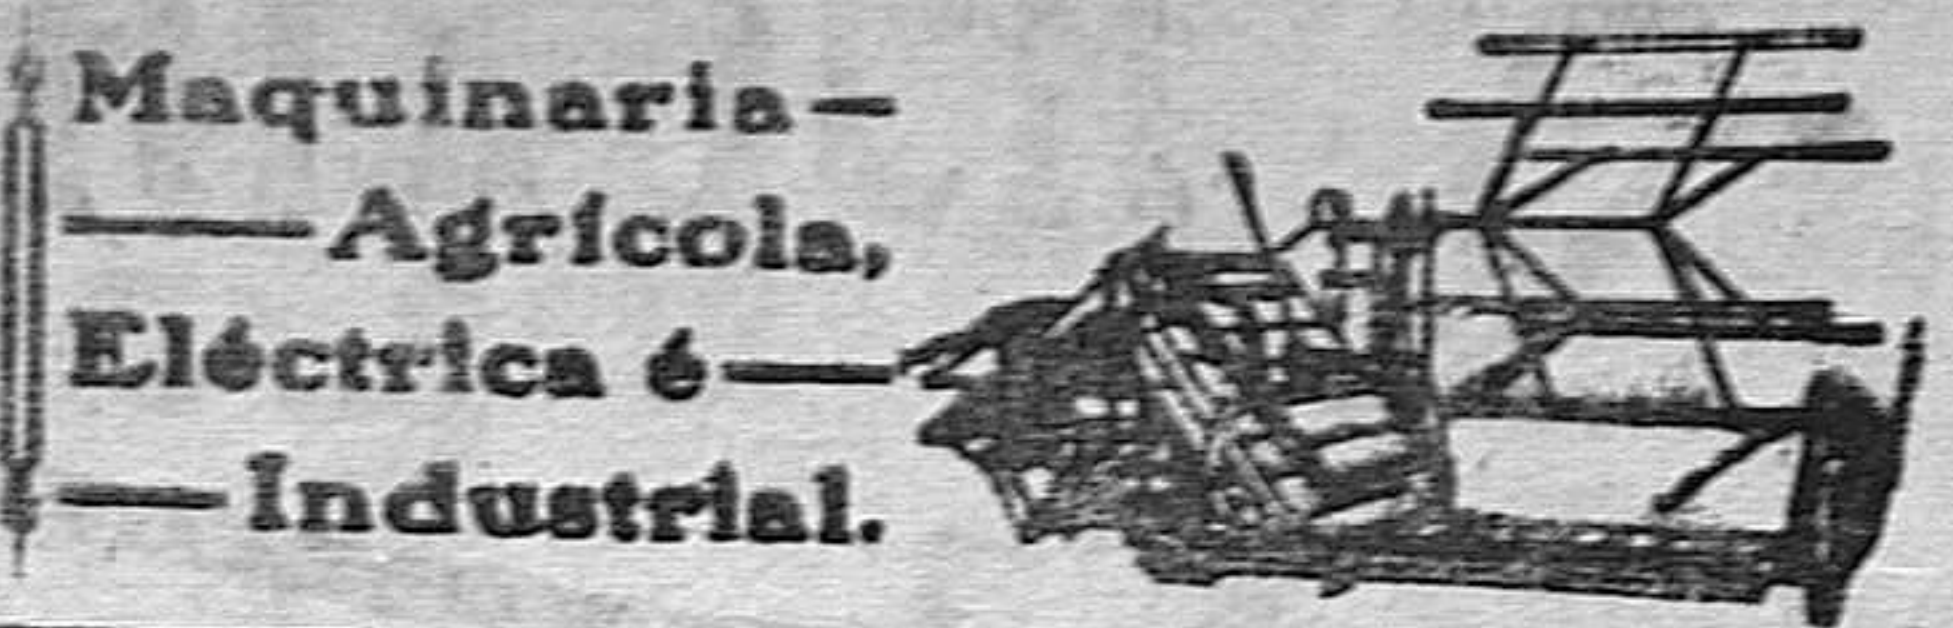 Maquinaria—
—Agrícola,
Eléctrica é—
—Industrial.